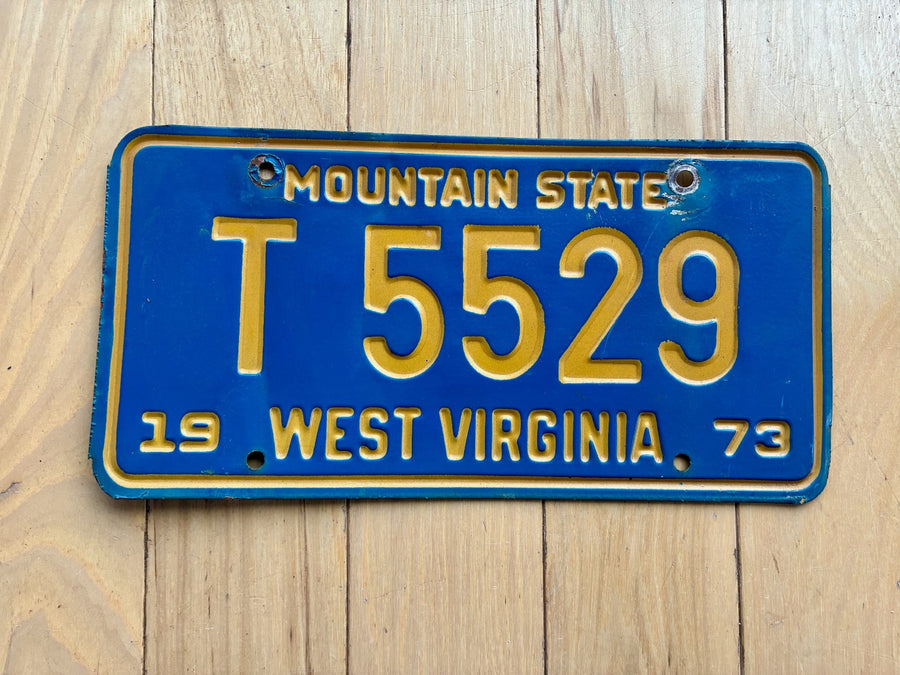 MOUNTAIN STATE
T 5529
19 WEST VIRGINIA 73